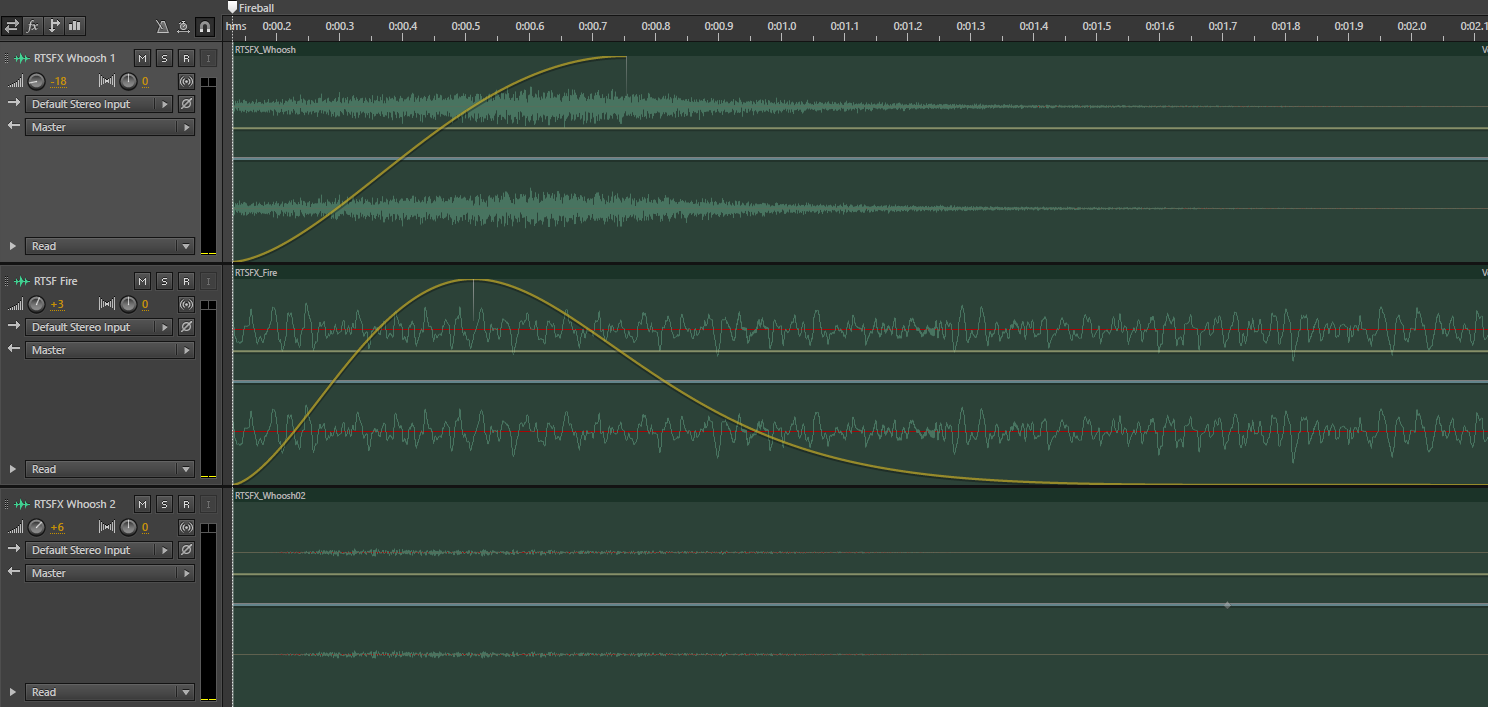 Fireball
fx
hms 0:00.2 0:00.3 0:00.4 0:00.5 0:00.6 0:00.7 0:00.8 0:00.9 0:01.0 0:01.1 0:01.2 0:01.3 0:01.4 0:01.5 0:01.6 0:01.7 0:01.8 0:01.9 0:02.0 0:02.1
RTSFX_Whoosh
RTSFX Whoosh 1 M S R I
-18 0
Default Stereo Input
Master
Read
RTSFX_Fire
RTSF Fire M S R I
+3 0
Default Stereo Input
Master
Read
RTSFX_Whoosh02
RTSFX Whoosh 2 M S R I
+6 0
Default Stereo Input
Master
Read